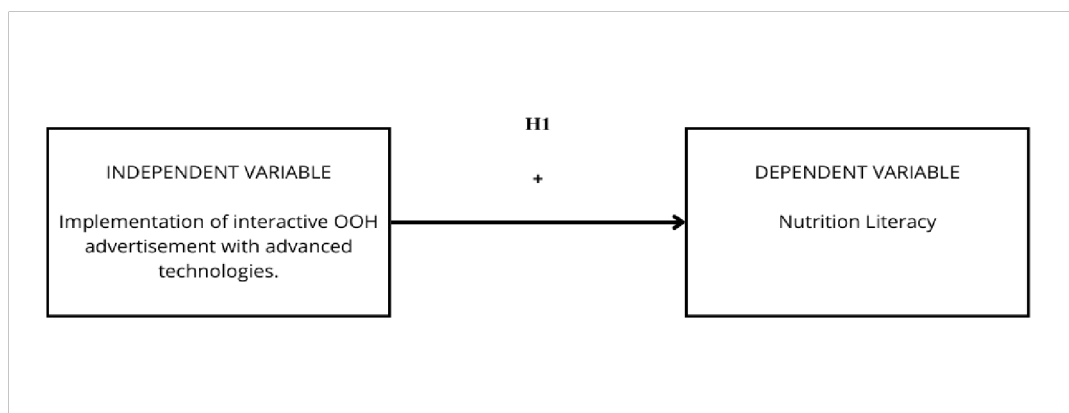 H1
+
INDEPENDENT VARIABLE
Implementation of interactive OOH
advertisement with advanced
technologies.
DEPENDENT VARIABLE
Nutrition Literacy